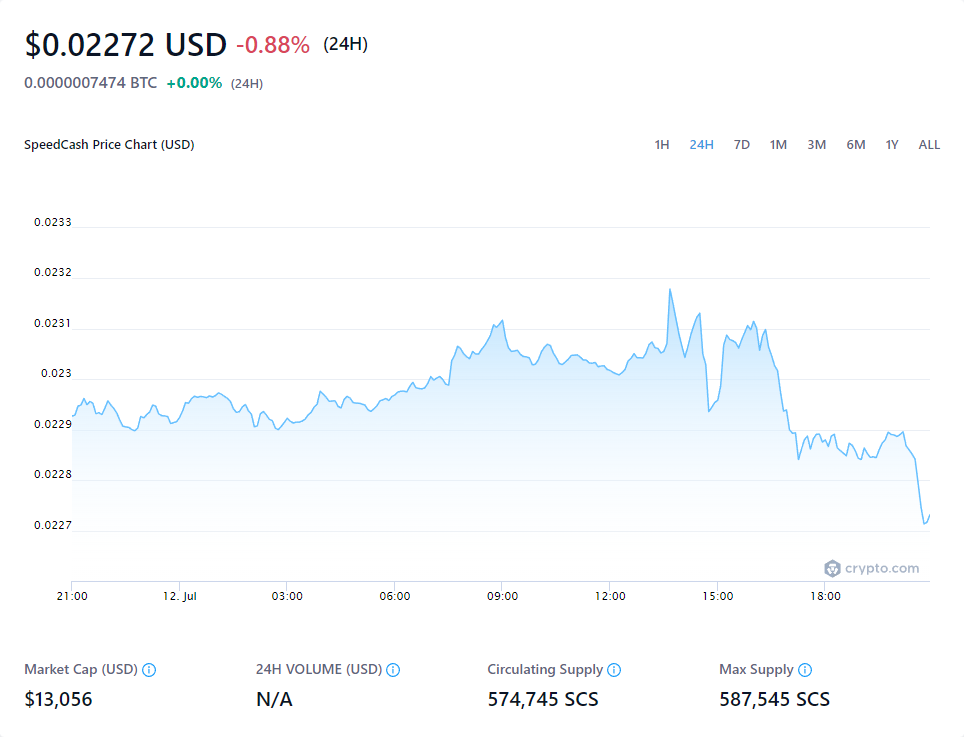 $0.02272 USD -0.88% (24H)
0.0000007474 BTC +0.00% (24H)
SpeedCash Price Chart (USD) 1H 24H 7D 1M 3M 6M 1Y ALL
0.0233
0.0232
0.0231
0.023
0.0229
0.0228
0.0227
crypto.com
21:00 12. Jul 03:00 06:00 09:00 12:00 15:00 18:00
Market Cap (USD) 24H VOLUME (USD) Circulating Supply Max Supply
$13,056 N/A 574,745 SCS 587,545 SCS